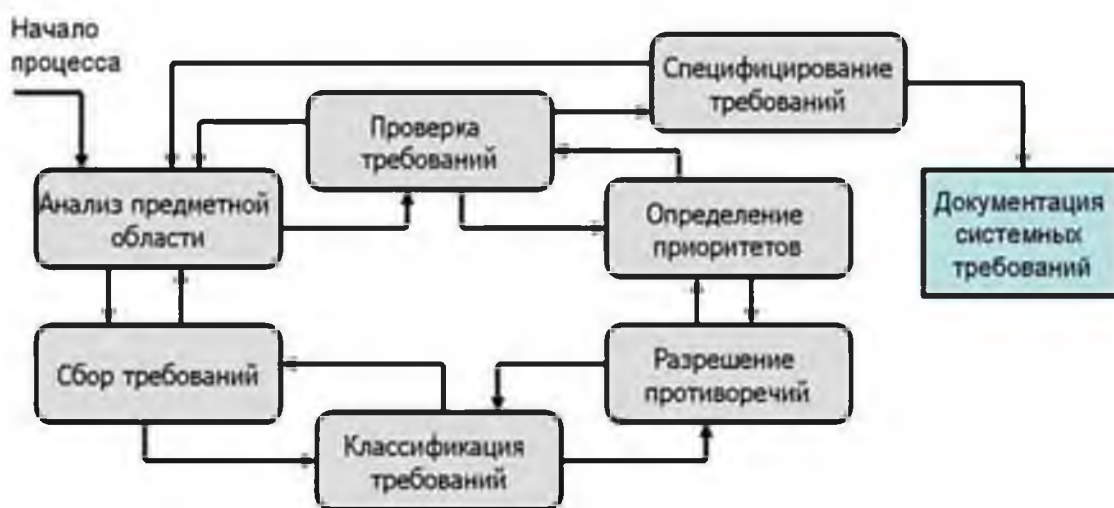 Начало
процесса
Спецификирование
требований
Проверка
требований
Анализ предметной
области
Определение
приоритетов
Документация
системных
требований
Сбор требований
Разрешение
противоречий
Классификация
требований